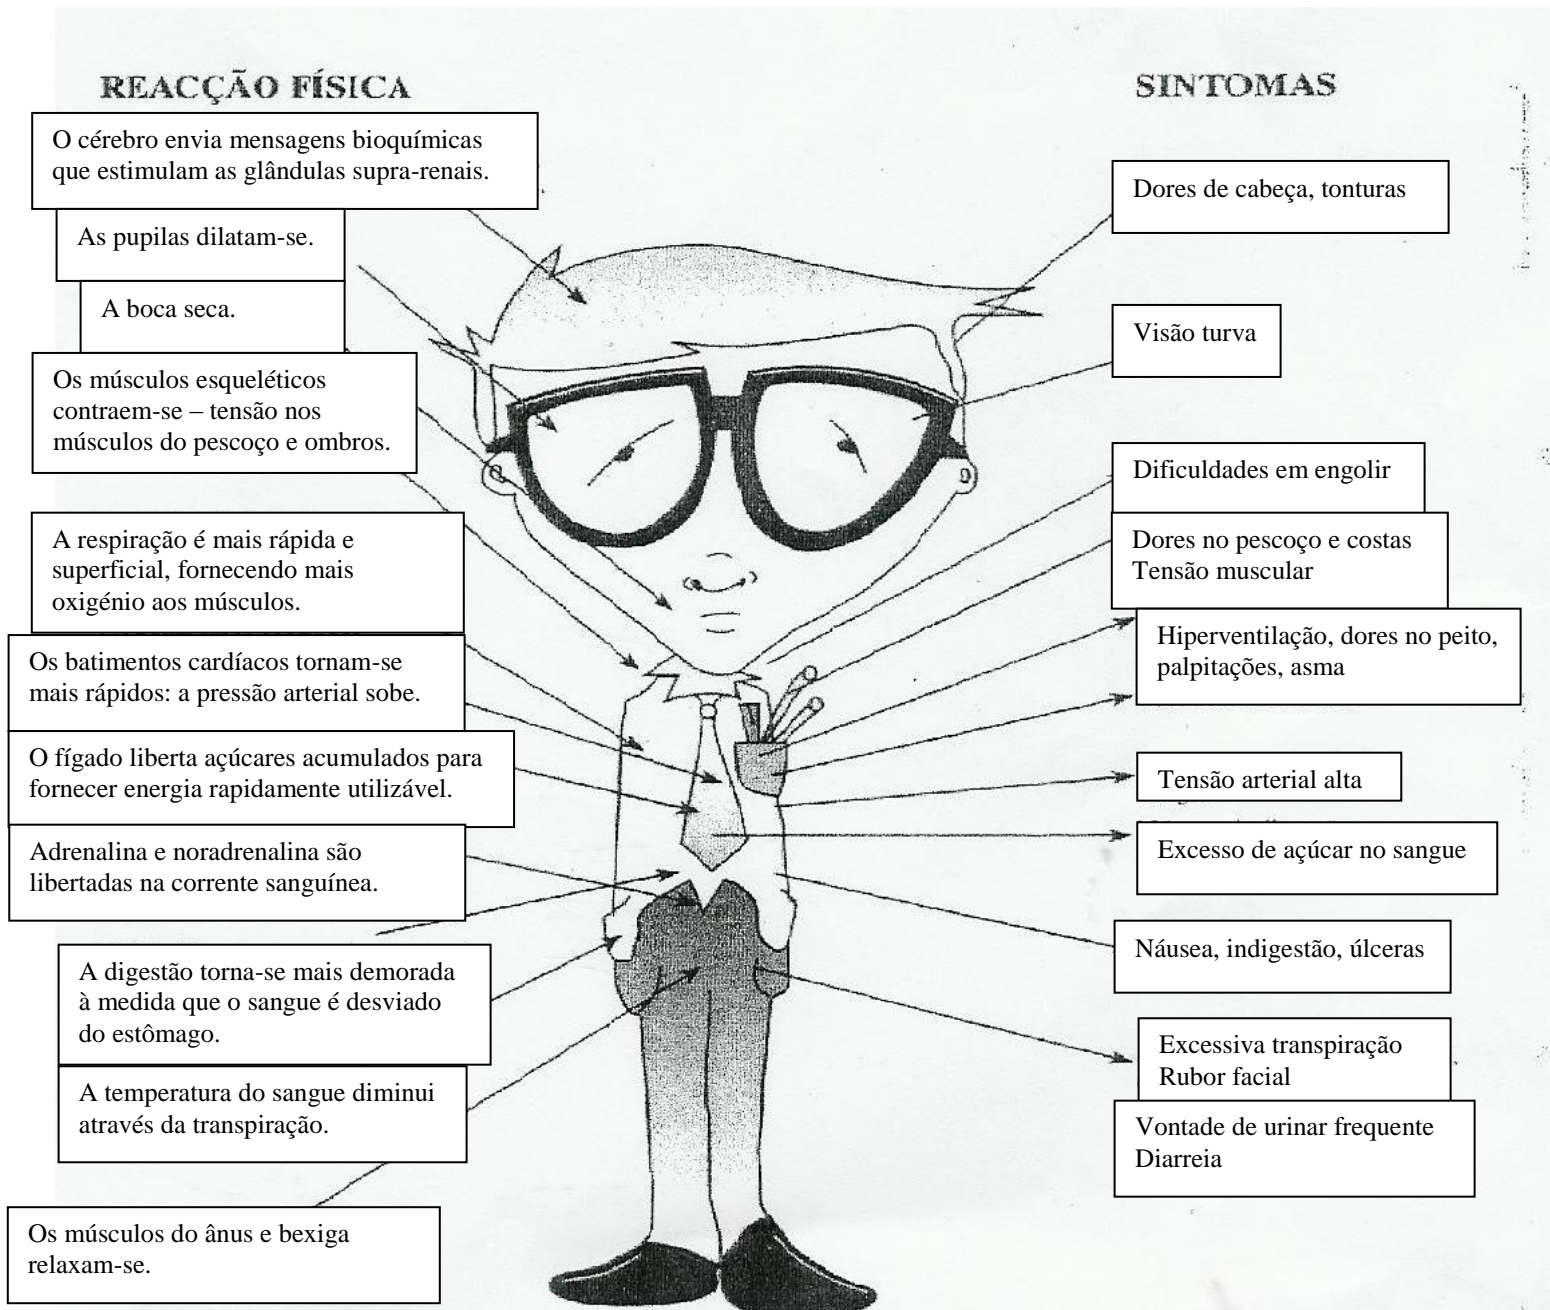 REACÇÃO FÍSICA
O cérebro envia mensagens bioquímicas
que estimulam as glândulas supra-renais.
As pupilas dilatam-se.
A boca seca.
Os músculos esqueléticos
contraem-se – tensão nos
músculos do pescoço e ombros.
A respiração é mais rápida e
superficial, fornecendo mais
oxigénio aos músculos.
Os batimentos cardíacos tornam-se
mais rápidos: a pressão arterial sobe.
O fígado liberta açúcares acumulados para
fornecer energia rapidamente utilizável.
Adrenalina e noradrenalina são
libertadas na corrente sanguínea.
A digestão torna-se mais demorada
à medida que o sangue é desviado
do estômago.
A temperatura do sangue diminui
através da transpiração.
Os músculos do ânus e bexiga
relaxam-se.
SINTOMAS
Dores de cabeça, tonturas
Visão turva
Dificuldades em engolir
Dores no pescoço e costas
Tensão muscular
Hiperventilação, dores no peito,
palpitações, asma
Tensão arterial alta
Excesso de açúcar no sangue
Náusea, indigestão, úlceras
Excessiva transpiração
Rubor facial
Vontade de urinar frequente
Diarreia